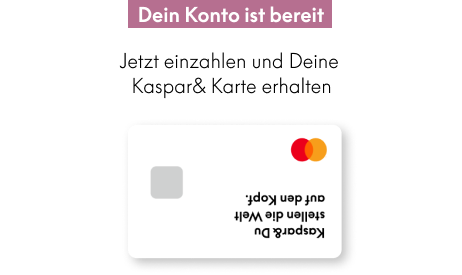 Dein Konto ist bereit
Jetzt einzahlen und Deine
Kaspar& Karte erhalten
Kaspar& Du
stellen die Welt
auf den Kopf.